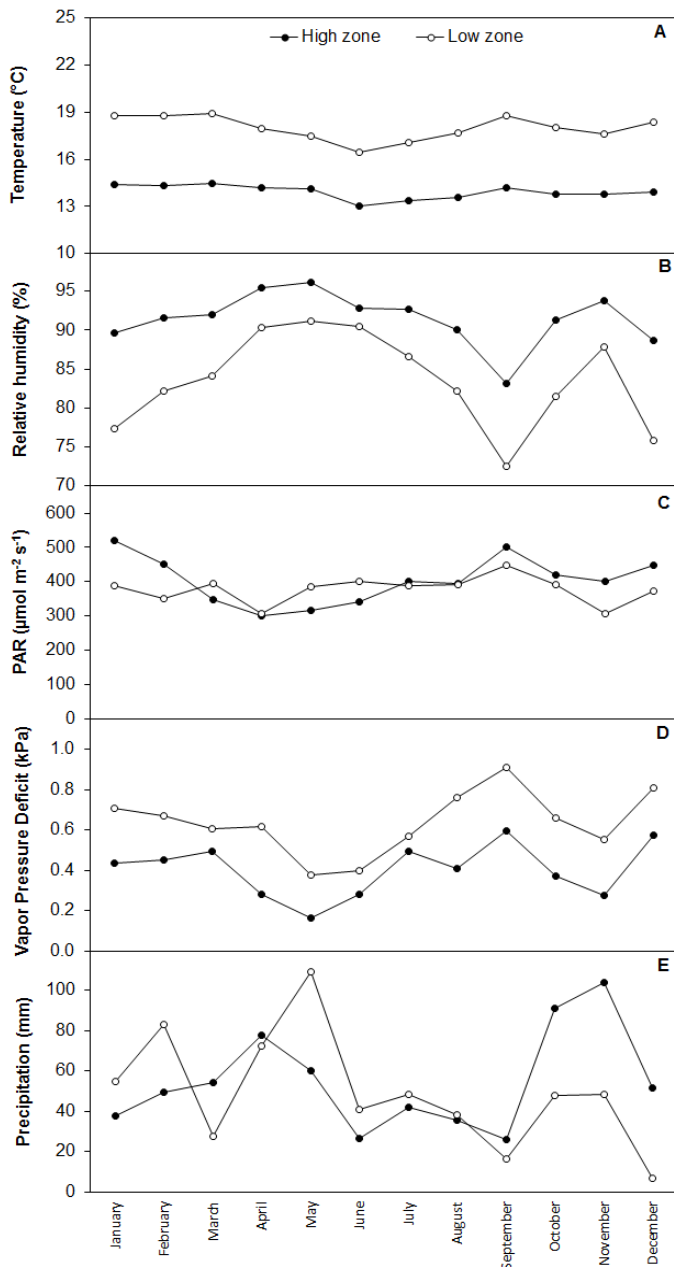 25
22
19
16
13
10
Temperature (°C)
High zone
Low zone
A
95
90
85
80
75
70
Relative humidity (%)
B
600
500
400
300
200
100
0
PAR (µmol m⁻² s⁻¹)
C
1.0
0.8
0.6
0.4
0.2
0.0
Vapor Pressure Deficit (kPa)
D
100
80
60
40
20
0
Precipitation (mm)
E
January
February
March
April
May
June
July
August
September
October
November
December